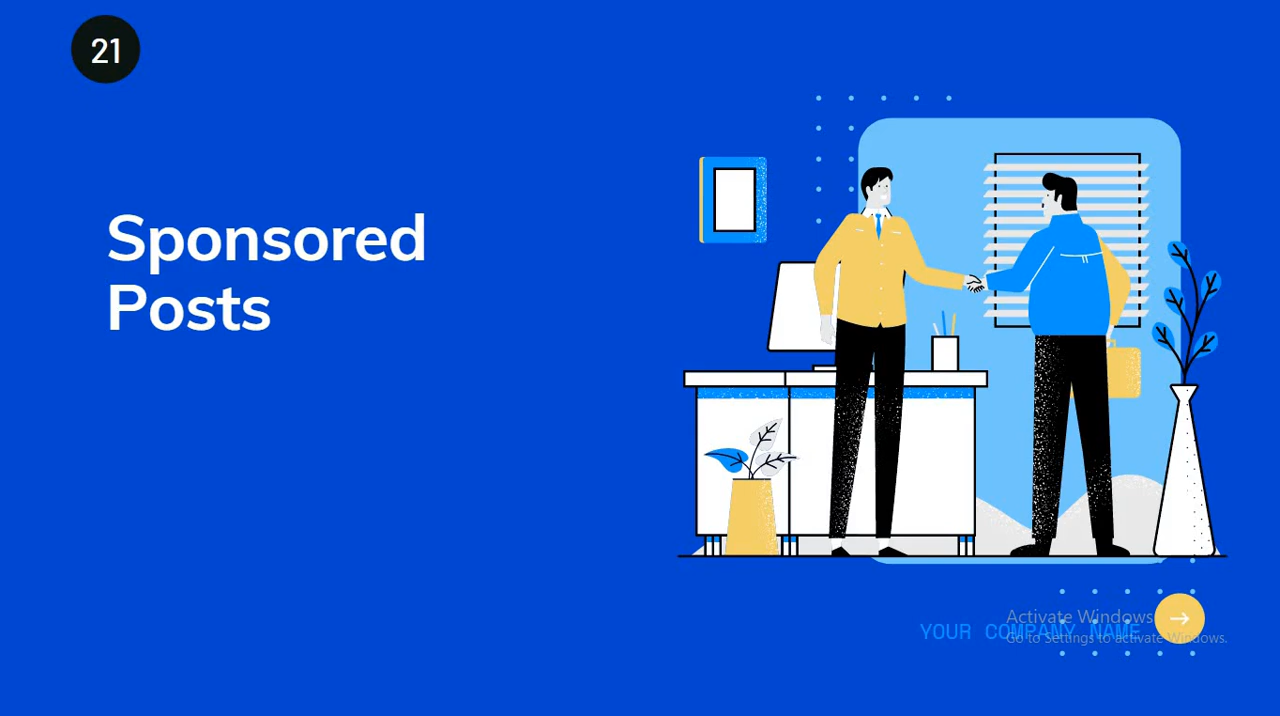 21
Sponsored
Posts
Activate Windows
YOUR COMPANY NAME
Go to Settings to activate Windows.